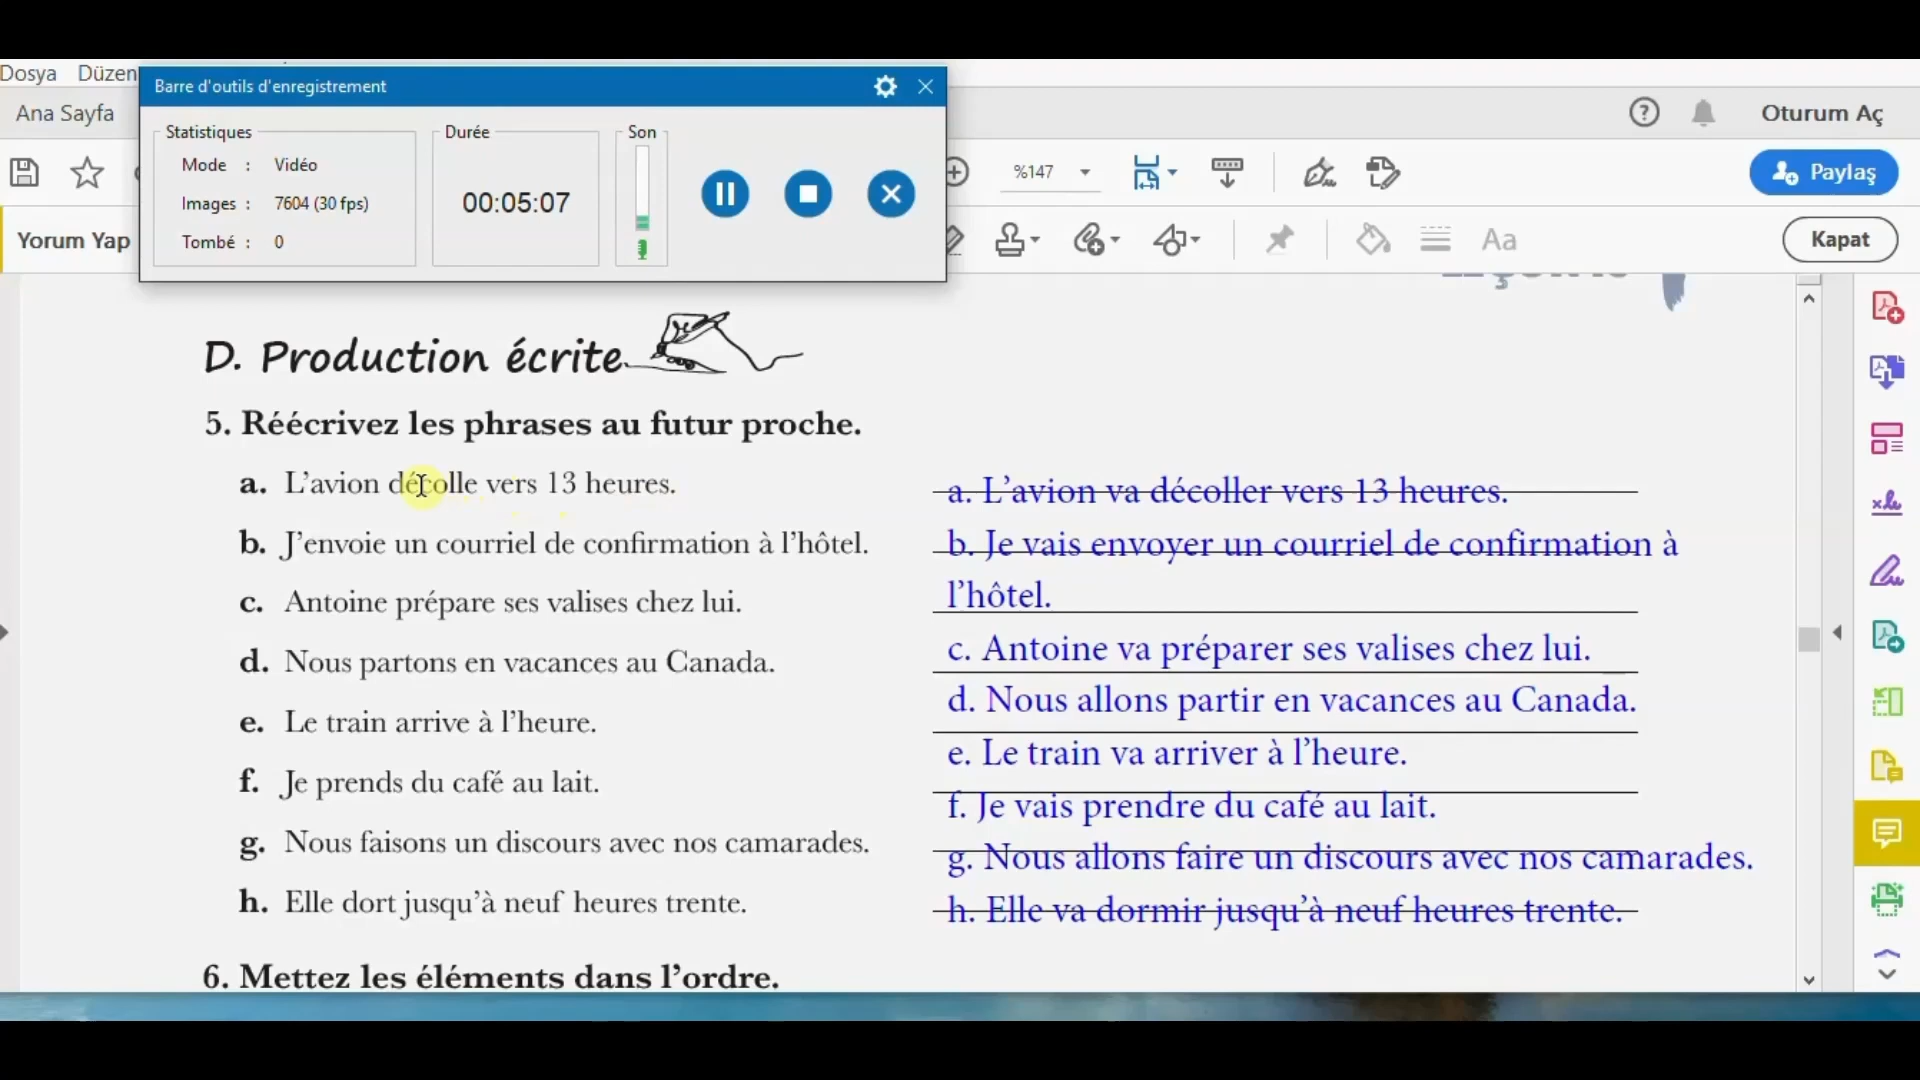 Dosya Düzen
Barre d'outils d'enregistrement
Ana Sayfa
Oturum Aç
Statistiques
Mode : Vidéo
Images : 7604 (30 fps)
Tombé : 0
Durée
00:05:07
Son
%147
Paylaş
Yorum Yap
Aa
Kapat
D. Production écrite
5. Réécrivez les phrases au futur proche.
a. L’avion décolle vers 13 heures.
b. J’envoie un courriel de confirmation à l’hôtel.
c. Antoine prépare ses valises chez lui.
d. Nous partons en vacances au Canada.
e. Le train arrive à l’heure.
f. Je prends du café au lait.
g. Nous faisons un discours avec nos camarades.
h. Elle dort jusqu’à neuf heures trente.
a. L’avion va décoller vers 13 heures.
b. Je vais envoyer un courriel de confirmation à
l’hôtel.
c. Antoine va préparer ses valises chez lui.
d. Nous allons partir en vacances au Canada.
e. Le train va arriver à l’heure.
f. Je vais prendre du café au lait.
g. Nous allons faire un discours avec nos camarades.
h. Elle va dormir jusqu’à neuf heures trente.
6. Mettez les éléments dans l’ordre.